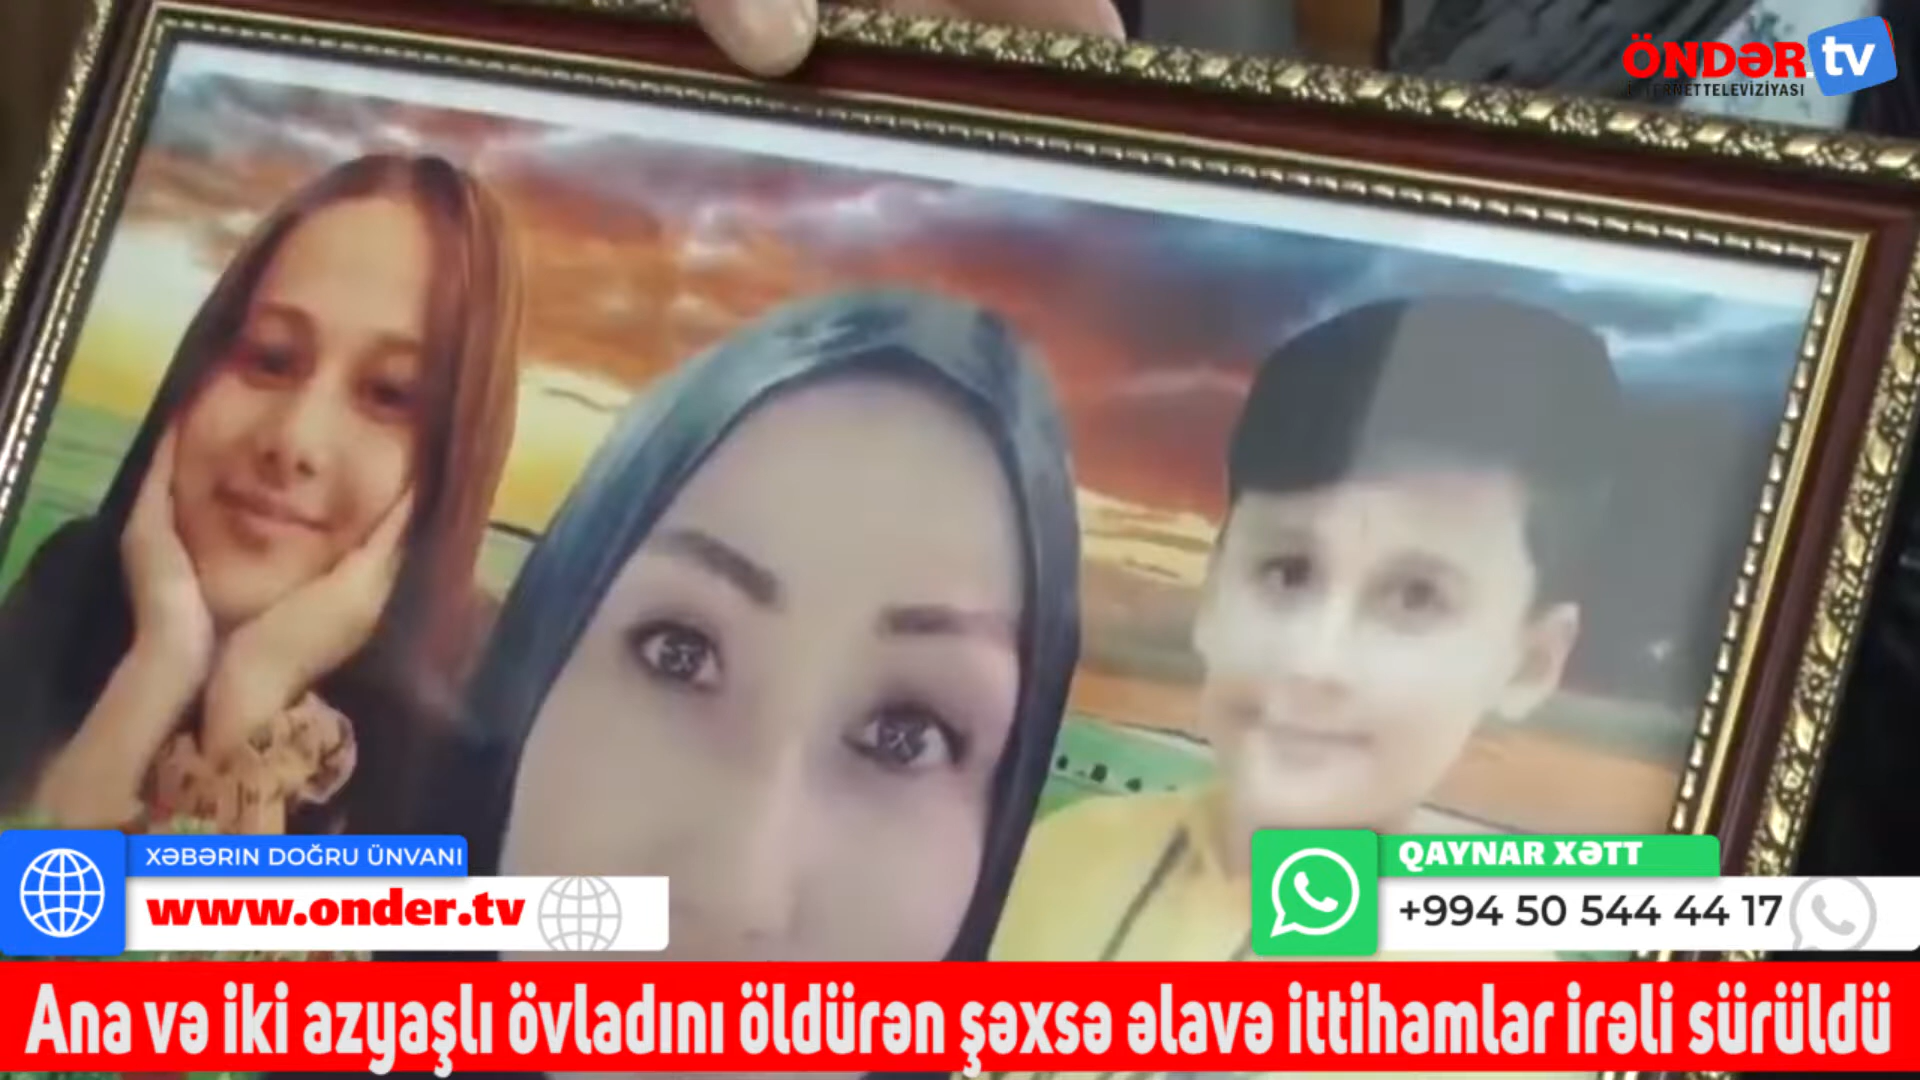 ÖNDƏR.tv
İNTERNET TELEVİZİYASI
XƏBƏRIN DOĞRU ÜNVANI
www.onder.tv
QAYNAR XƏTT
+994 50 544 44 17
Ana və iki azyaşlı övladını öldürən şəxsə əlavə ittihamlar irəli sürüldü